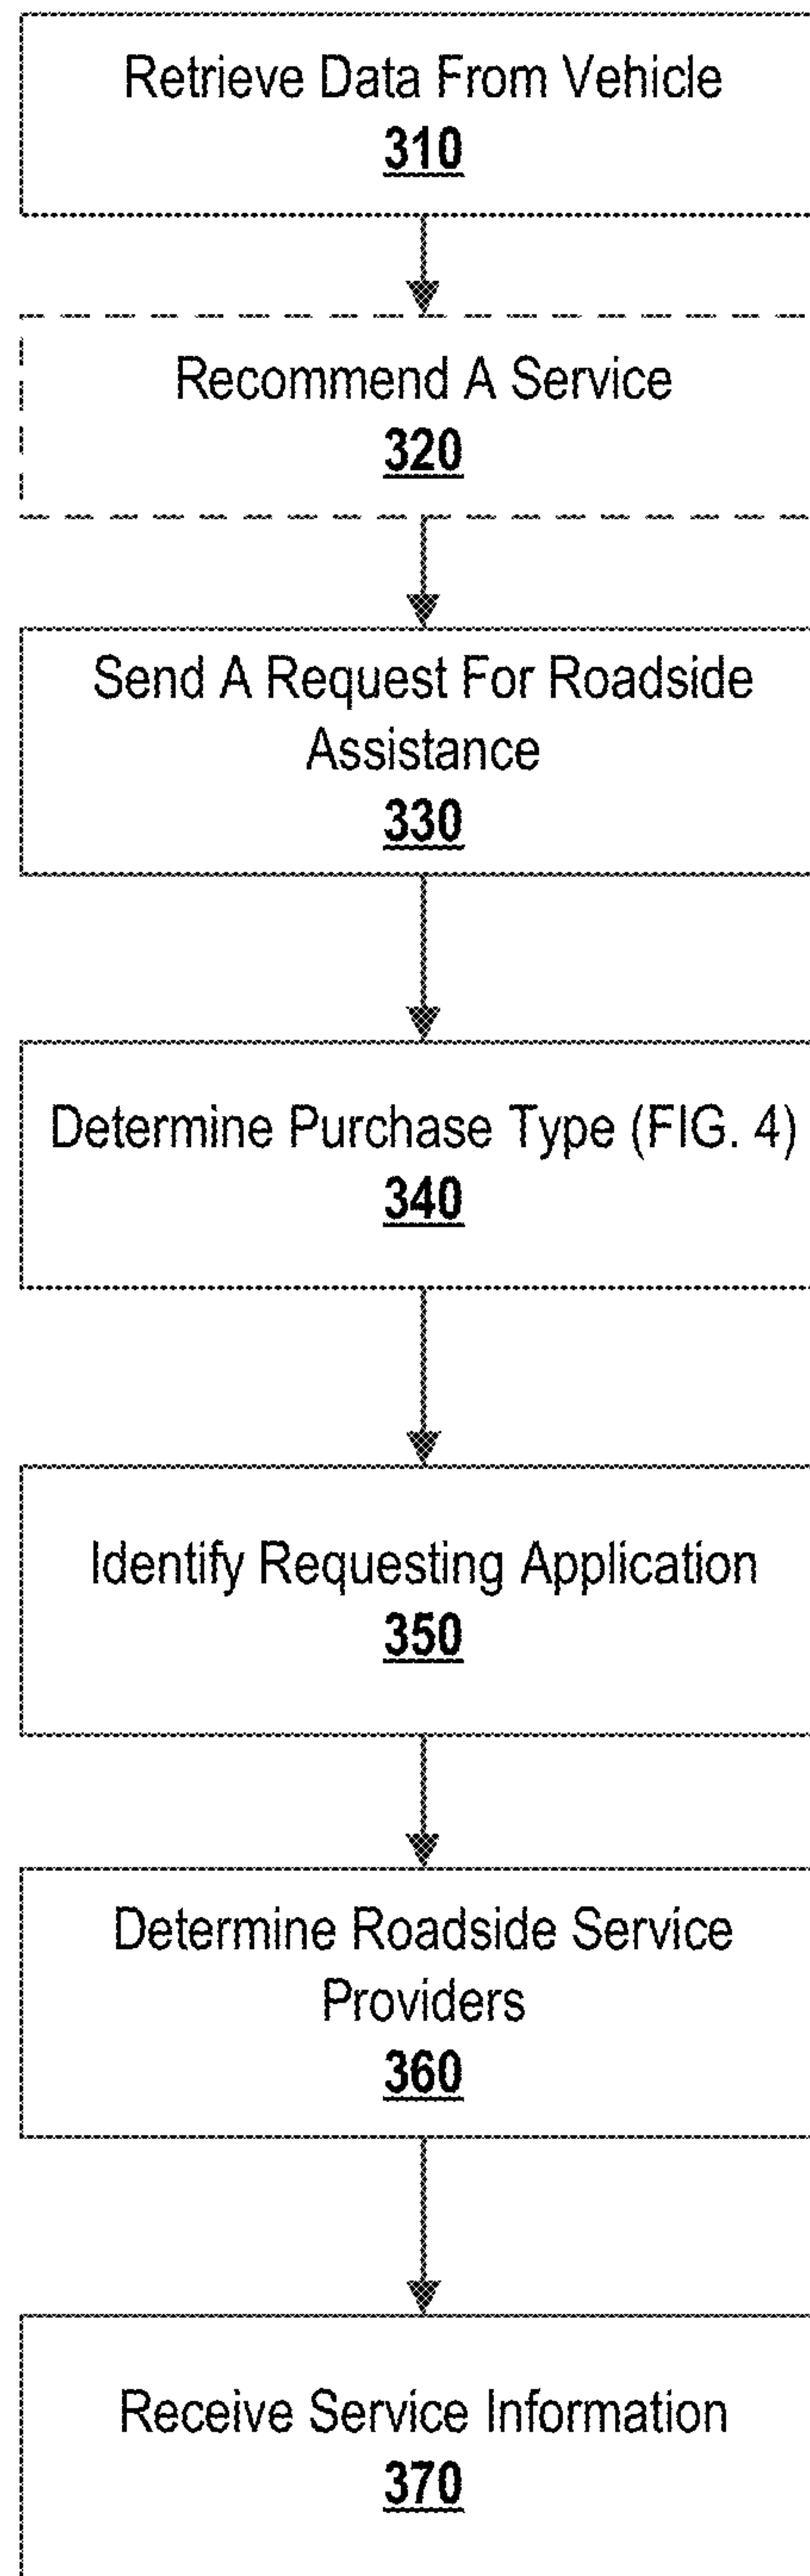 Retrieve Data From Vehicle
310
Recommend A Service
320
Send A Request For Roadside
Assistance
330
Determine Purchase Type (FIG. 4)
340
Identify Requesting Application
350
Determine Roadside Service
Providers
360
Receive Service Information
370